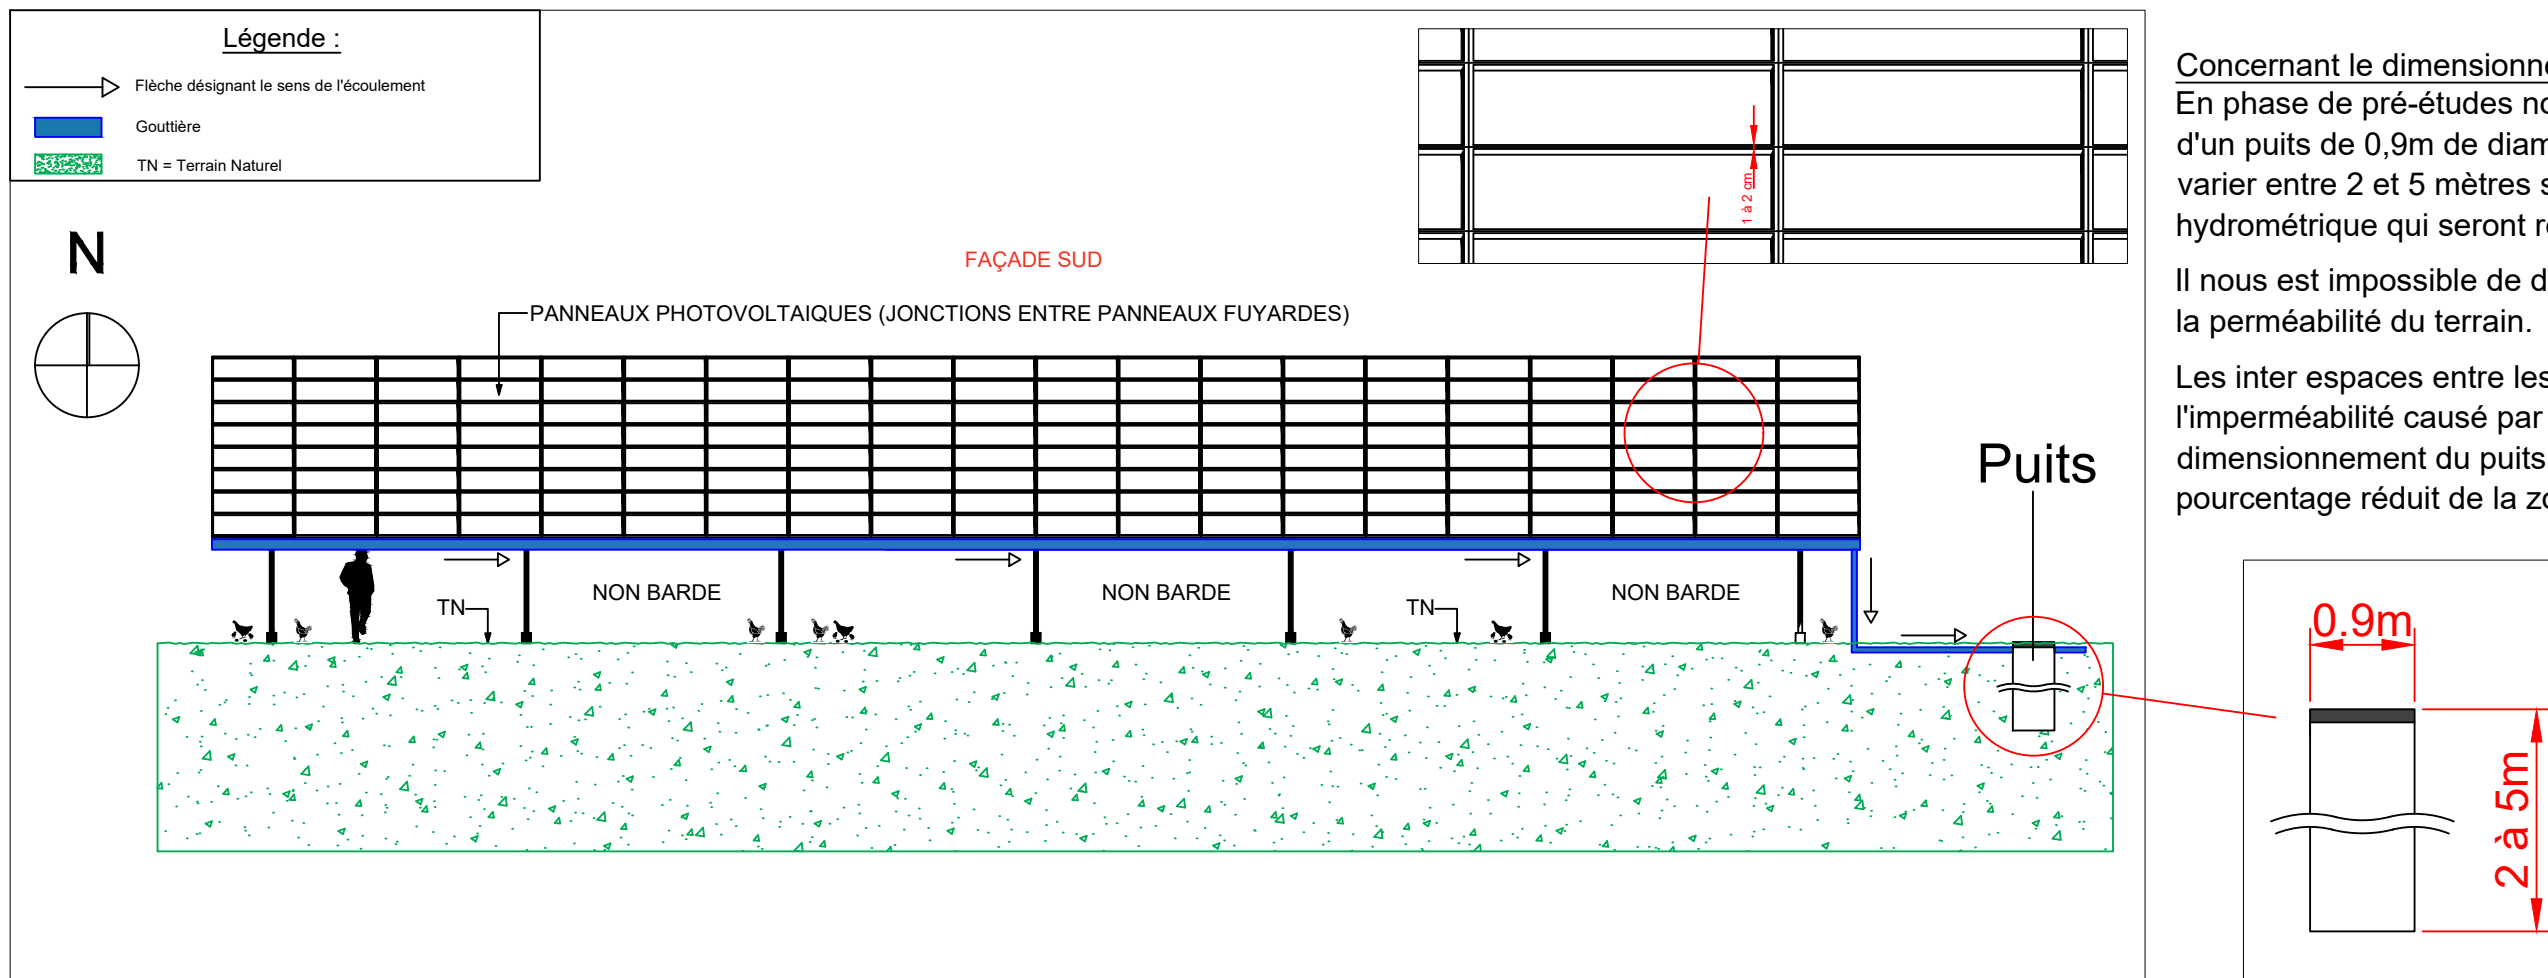 Légende :
Flèche désignant le sens de l'écoulement
Gouttière
TN = Terrain Naturel
N
FAÇADE SUD
PANNEAUX PHOTOVOLTAIQUES (JONCTIONS ENTRE PANNEAUX FUYARDES)
1 à 2 cm
NON BARDE
NON BARDE
NON BARDE
TN
TN
Puits
Concernant le dimensionn
En phase de pré-études
d'un puits de 0,9m de
varier entre 2 et 5 mètres
hydrométrique qui seront
Il nous est impossible de
la perméabilité du terrain.
Les inter espaces entre les
l'imperméabilité causé par
dimensionnement du puits
pourcentage réduit de la
0.9m
2 à 5m